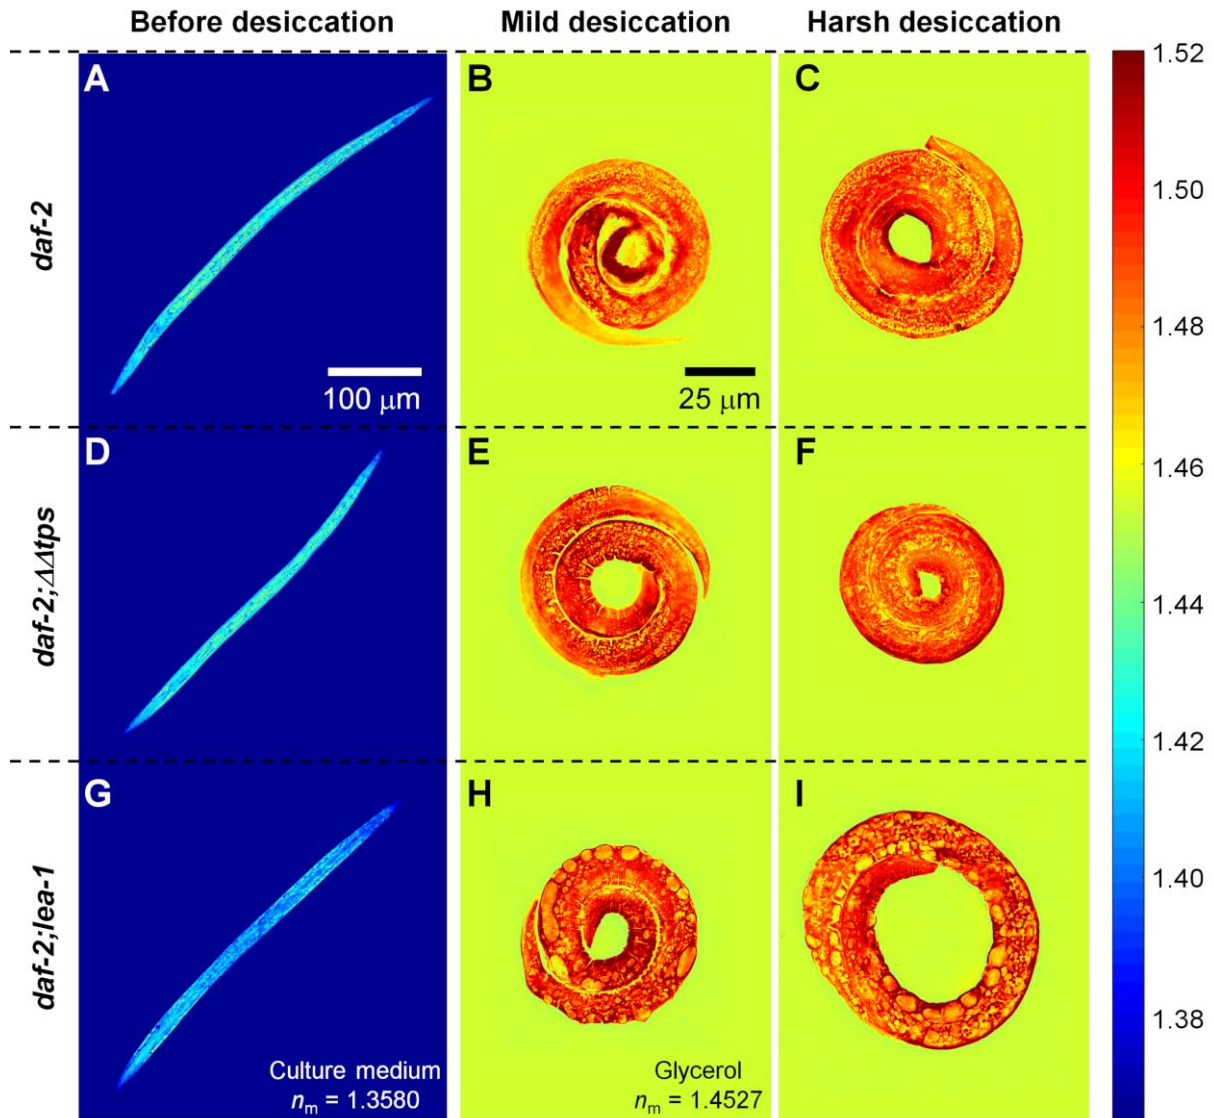 Before desiccation
Mild desiccation
Harsh desiccation
A
B
C
daf-2
100 μm
25 μm
D
E
F
daf-2;ΔΔtps
G
H
I
daf-2;lea-1
Culture medium
nm = 1.3580
Glycerol
nm = 1.4527
1.52
1.50
1.48
1.46
1.44
1.42
1.40
1.38